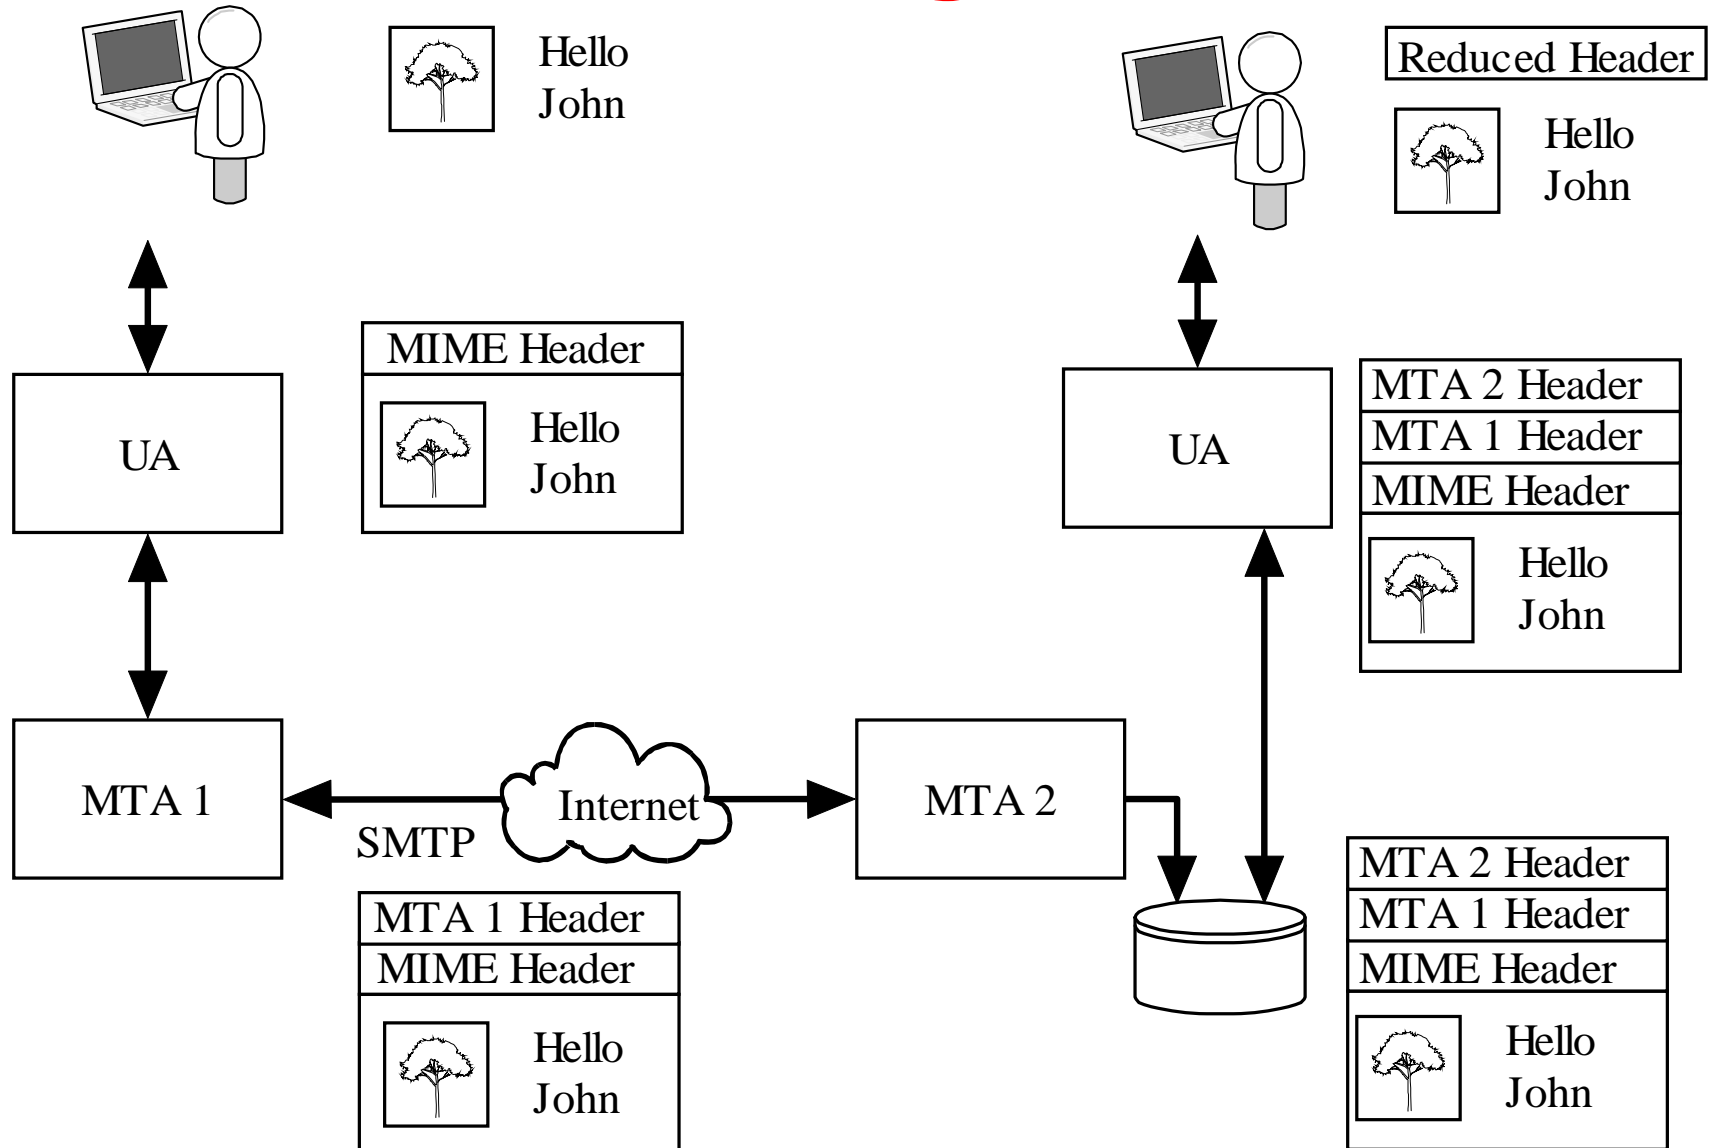 Hello
John
Reduced Header
Hello
John
MIME Header
Hello
John
UA
MTA 2 Header
MTA 1 Header
MIME Header
Hello
John
UA
MTA 1
SMTP
Internet
MTA 2
MTA 1 Header
MIME Header
Hello
John
MTA 2 Header
MTA 1 Header
MIME Header
Hello
John